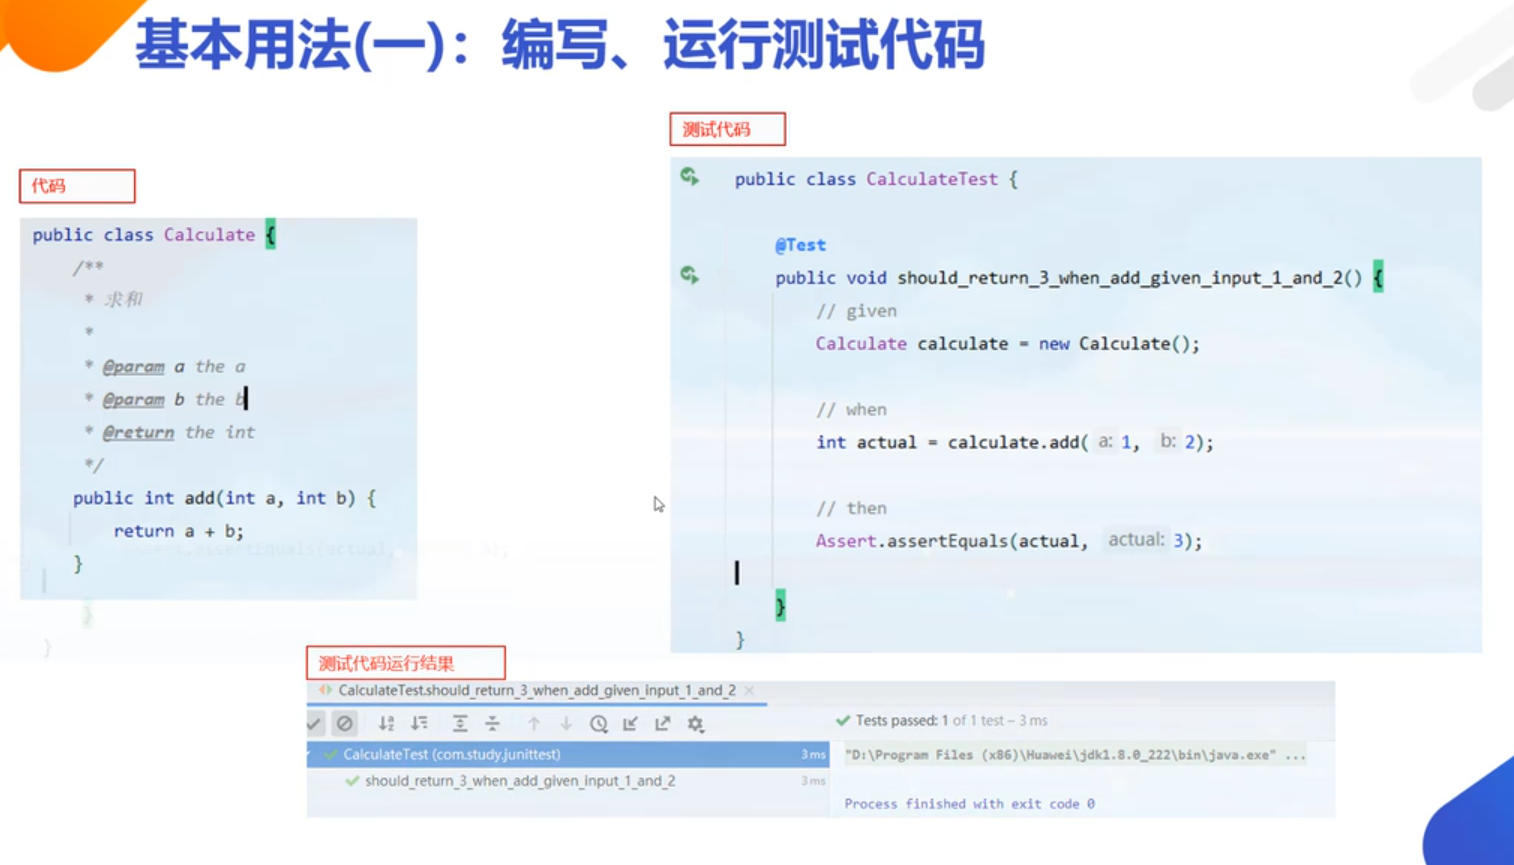 基本用法(一)：编写、运行测试代码
代码
public class Calculate {
/**
* 求和
*
* @param a the a
* @param b the b
* @return the int
*/
public int add(int a, int b) {
return a + b;
}
测试代码
public class CalculateTest {
@Test
public void should_return_3_when_add_given_input_1_and_2() {
// given
Calculate calculate = new Calculate();
// when
int actual = calculate.add( a: 1, b: 2);
// then
Assert.assertEquals(actual, actual: 3);
}
}
测试代码运行结果
CalculateTest.should_return_3_when_add_given_input_1_and_2
Tests passed: 1 of 1 test – 3 ms
CalculateTest (com.study.junittest) 3 ms
should_return_3_when_add_given_input_1_and_2 3 ms
"D:\Program Files (x86)\Huawei\jdk1.8.0_222\bin\java.exe" ...
Process finished with exit code 0